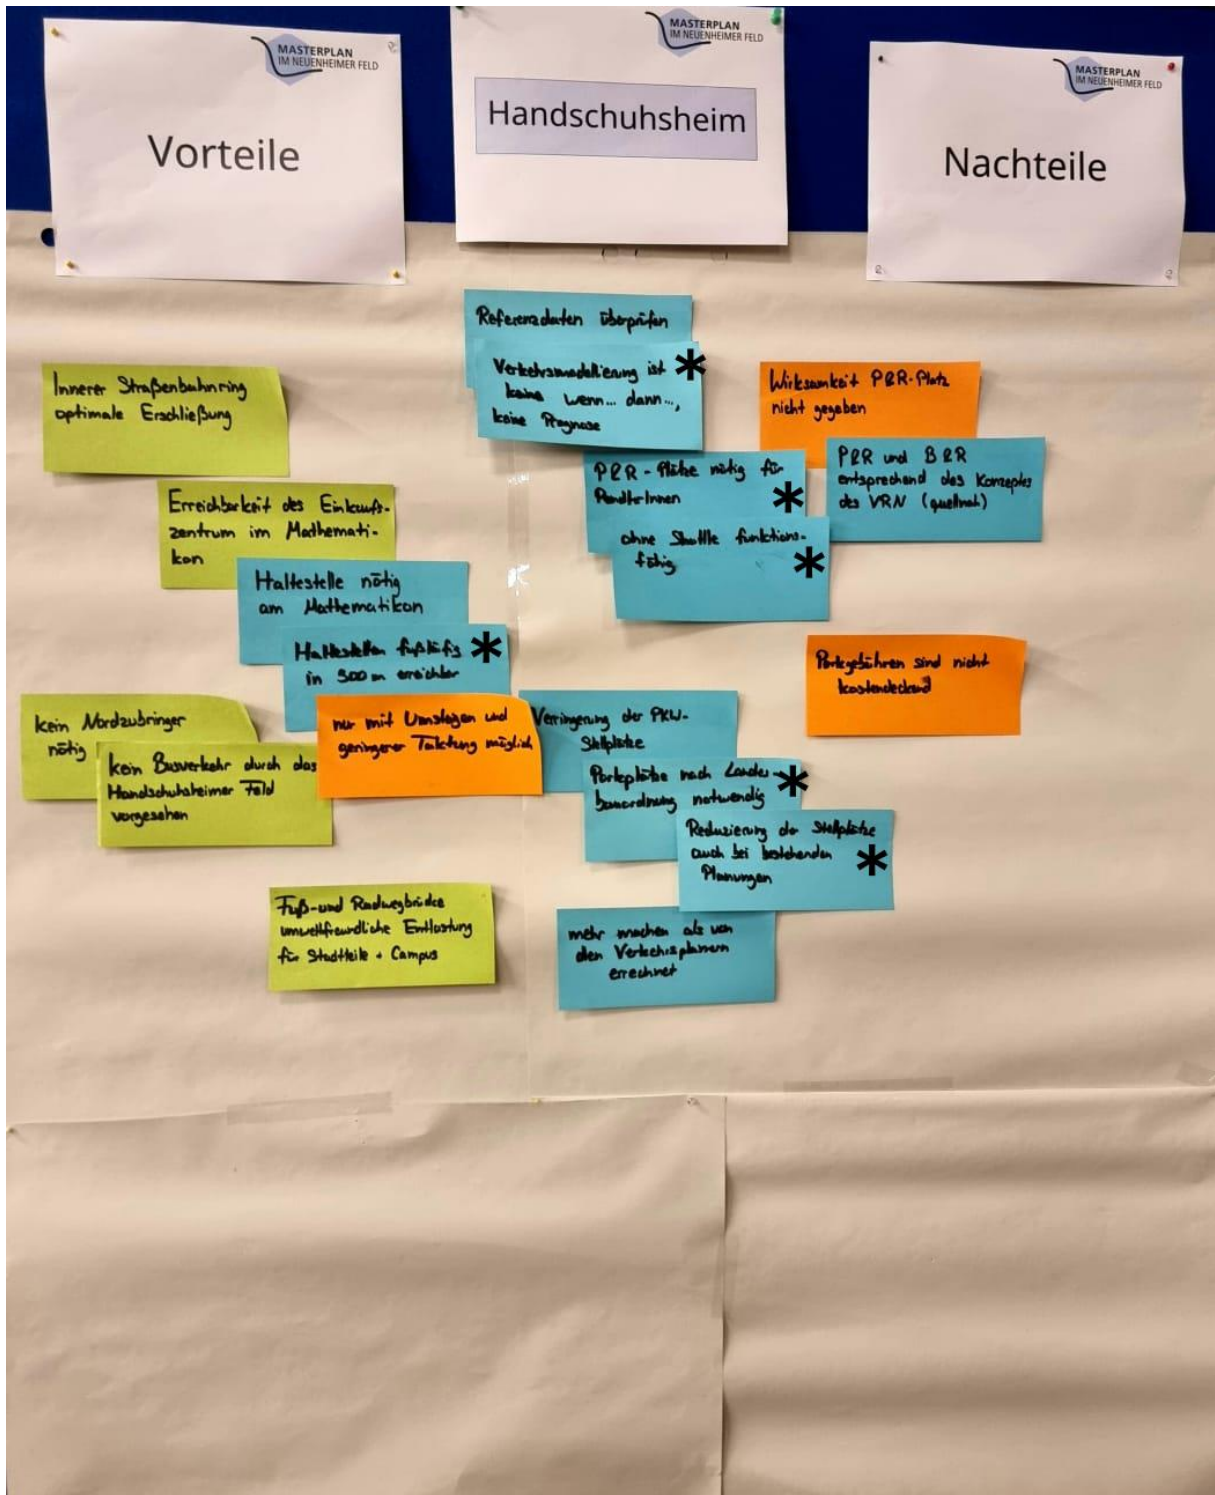 MASTERPLAN
IM NEUENHEIMER FELD
Vorteile
MASTERPLAN
IM NEUENHEIMER FELD
Handschuhsheim
MASTERPLAN
IM NEUENHEIMER FELD
Nachteile
Innerer Straßenbahnring
optimale Erschließung
Erreichbarkeit des Einkaufs-
zentrum im Mathemati-
kon
Haltestelle nötig
am Mathematikon
Haltestellen fußläufig *
in 300 m erreichbar
kein Nordzubringer
nötig
kein Busverkehr durch das
Handschuhsheimer Feld
vorgesehen
nur mit Umstiegen und
geringerer Taktung möglich
Fuß- und Radwegbrücke
umweltfreundliche Entlastung
für Stadtteile + Campus
Referenzdaten überprüfen
Verkehrsmodellierung ist *
keine wenn... dann...,
keine Prognose
P&R-Plätze nötig für
PendlerInnen *
ohne Shuttle funktions-
fähig *
Verringerung der PKW-
Stellplätze
Parkplätze nach Landes *
bauordnung notwendig
Reduzierung der Stellplätze
auch bei bestehenden *
Planungen
mehr machen als von
den Verkehrsplanern
errechnet
Wirksamkeit P&R-Platz
nicht gegeben
P&R und B&R
entsprechend des Konzeptes
des VRN (quellnah)
Parkgebühren sind nicht
kostendeckend